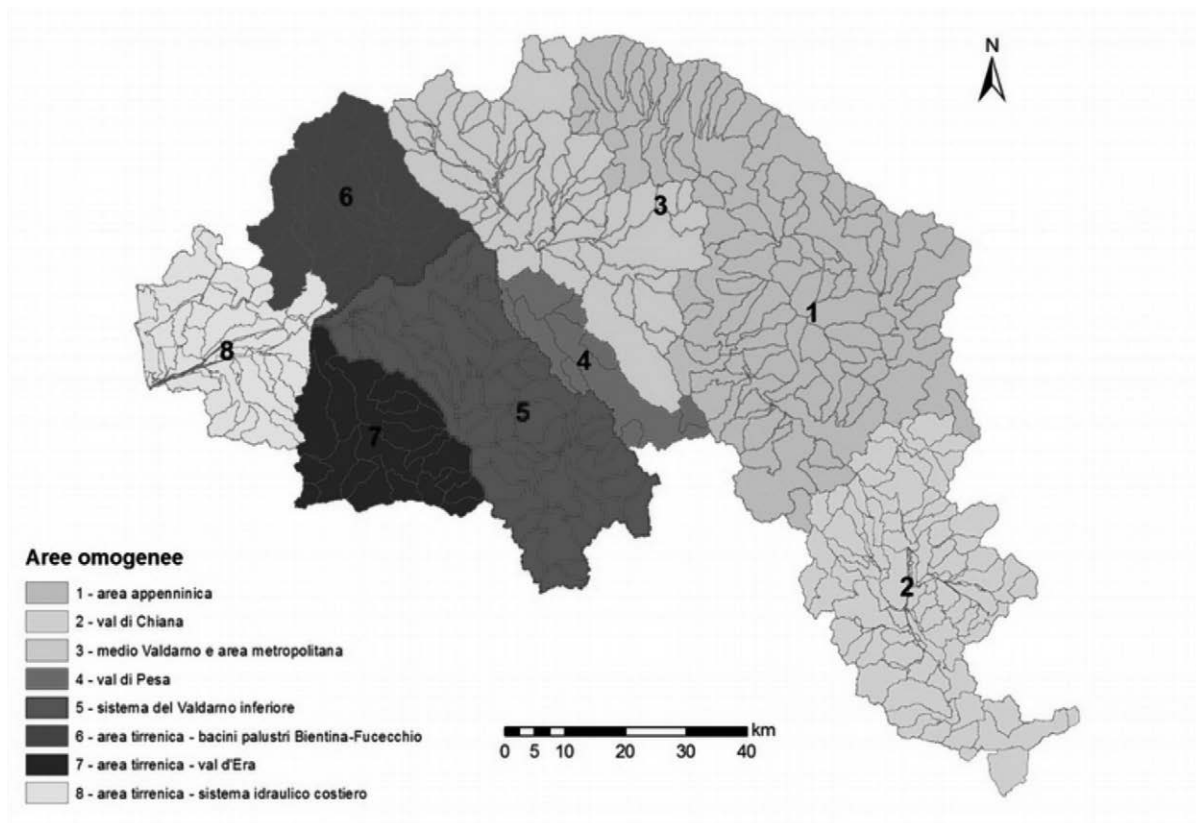 N
6
3
1
8
4
5
7
2
Aree omogenee
1 - area appenninica
2 - val di Chiana
3 - medio Valdarno e area metropolitana
4 - val di Pesa
5 - sistema del Valdarno inferiore
6 - area tirrenica - bacini palustri Bientina-Fucecchio
7 - area tirrenica - val d'Era
8 - area tirrenica - sistema idraulico costiero
km
0 5 10 20 30 40